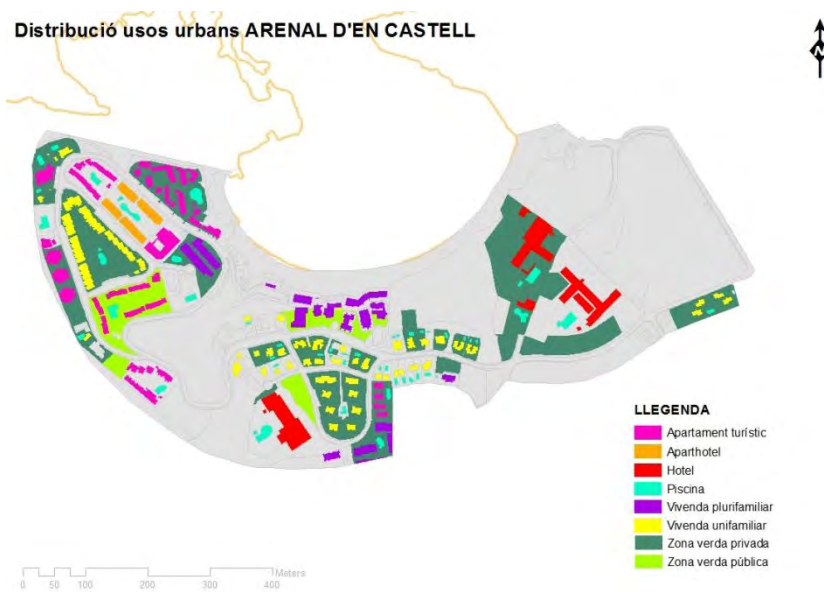 Distribució usos urbans ARENAL D'EN CASTELL
N
LLEGENDA
Apartament turístic
Aparthotel
Hotel
Piscina
Vivenda plurifamiliar
Vivenda unifamiliar
Zona verda privada
Zona verda pública
Meters
0 50 100 200 300 400